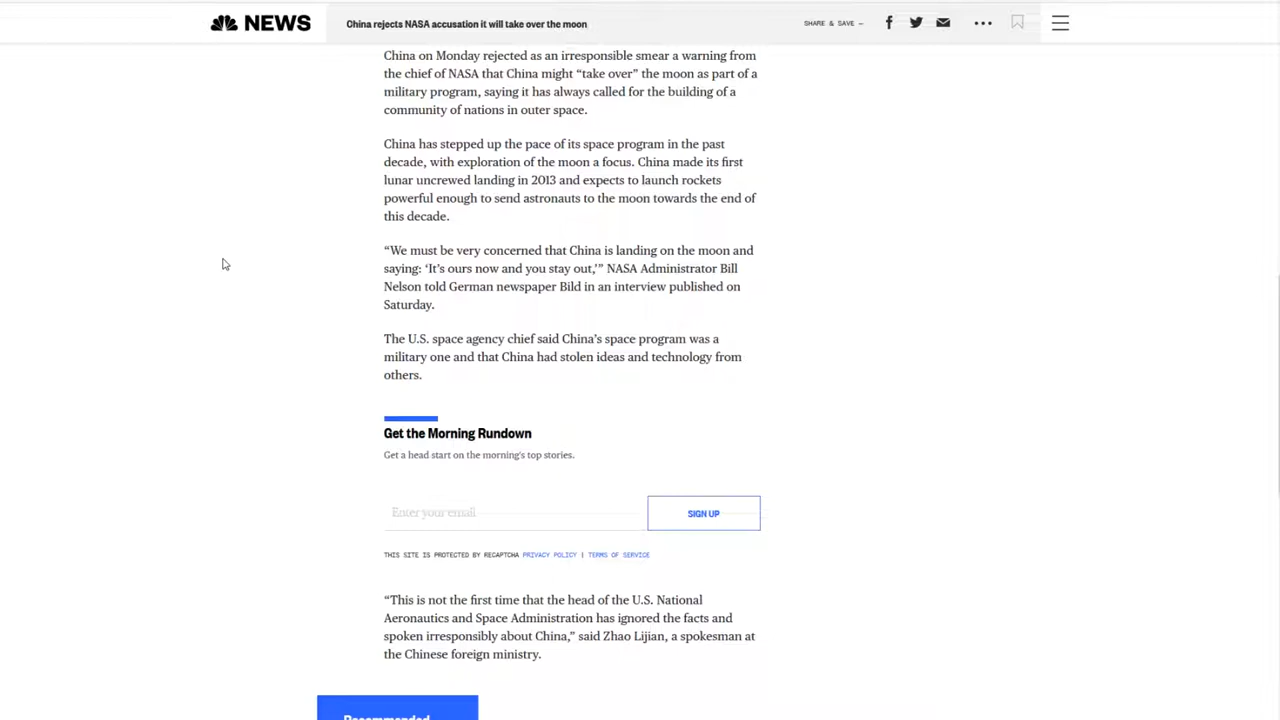 NEWS
China rejects NASA accusation it will take over the moon
SHARE & SAVE —
China on Monday rejected as an irresponsible smear a warning from
the chief of NASA that China might “take over” the moon as part of a
military program, saying it has always called for the building of a
community of nations in outer space.
China has stepped up the pace of its space program in the past
decade, with exploration of the moon a focus. China made its first
lunar uncrewed landing in 2013 and expects to launch rockets
powerful enough to send astronauts to the moon towards the end of
this decade.
“We must be very concerned that China is landing on the moon and
saying: ‘It’s ours now and you stay out,’” NASA Administrator Bill
Nelson told German newspaper Bild in an interview published on
Saturday.
The U.S. space agency chief said China’s space program was a
military one and that China had stolen ideas and technology from
others.
Get the Morning Rundown
Get a head start on the morning's top stories.
Enter your email
SIGN UP
THIS SITE IS PROTECTED BY RECAPTCHA PRIVACY POLICY | TERMS OF SERVICE
“This is not the first time that the head of the U.S. National
Aeronautics and Space Administration has ignored the facts and
spoken irresponsibly about China,” said Zhao Lijian, a spokesman at
the Chinese foreign ministry.
Recommended